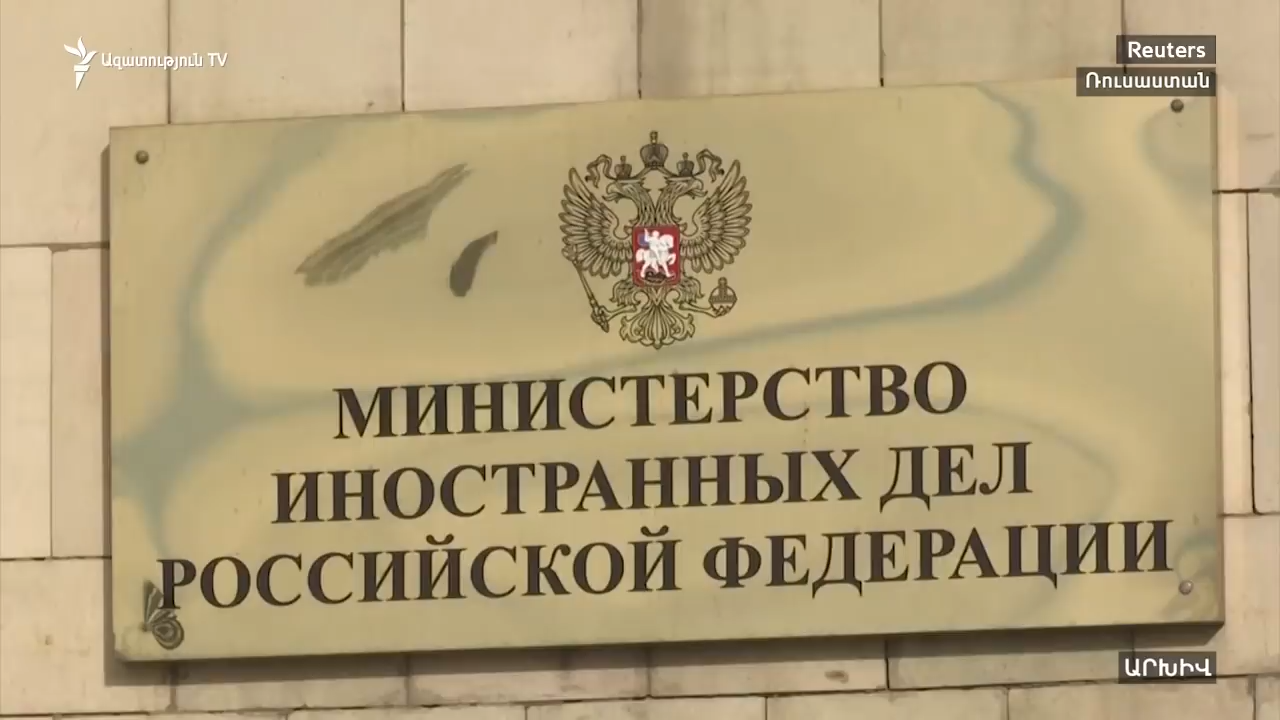 Ազատություն TV
Reuters
Ռուսաստան
МИНИСТЕРСТВО
ИНОСТРАННЫХ ДЕЛ
РОССИЙСКОЙ ФЕДЕРАЦИИ
ԱՐԽԻՎ